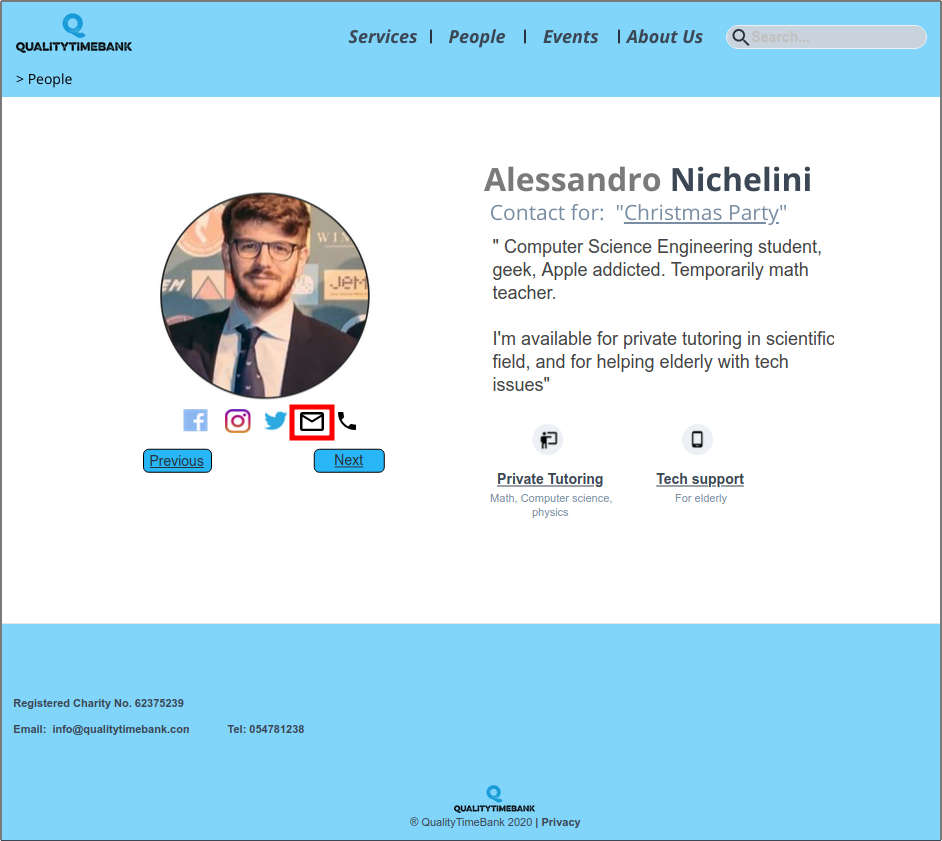 QUALITYTIMEBANK
Services | People | Events | About Us
Search...
> People
WIN
EM
JEM
Alessandro Nichelini
Contact for: "Christmas Party"
" Computer Science Engineering student,
geek, Apple addicted. Temporarily math
teacher.
I'm available for private tutoring in scientific
field, and for helping elderly with tech
issues"
Previous
Next
Private Tutoring
Math, Computer science,
physics
Tech support
For elderly
Registered Charity No. 62375239
Email: info@qualitytimebank.con
Tel: 054781238
QUALITYTIMEBANK
® QualityTimeBank 2020 | Privacy